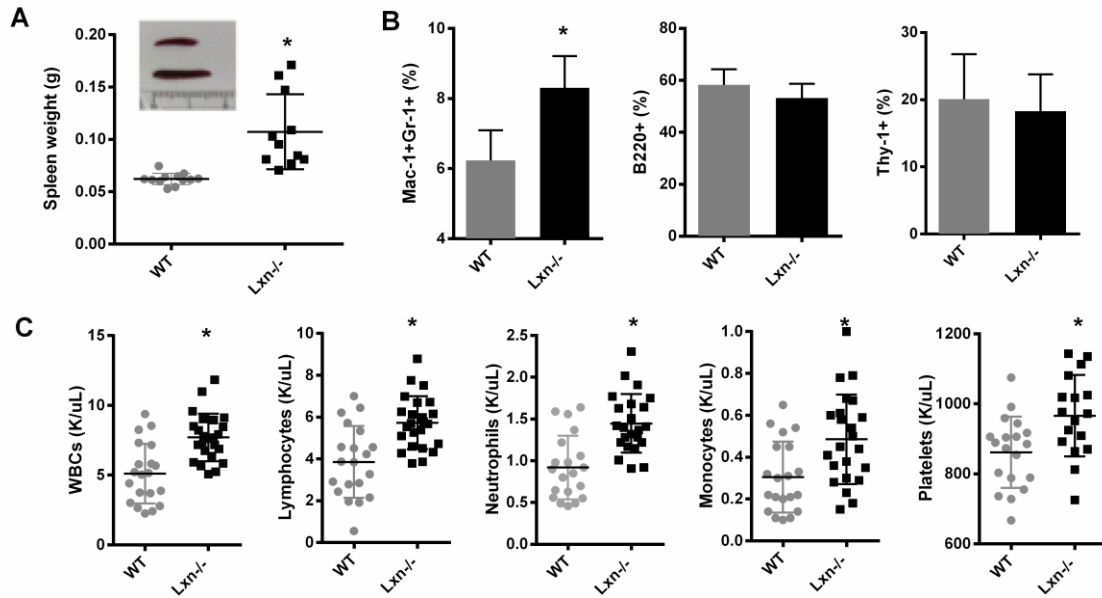 A
Spleen weight (g)
0.20
0.15
0.10
0.05
0.00
*
WT
Lxn-/-
B
Mac-1+Gr-1+ (%)
10
8
6
4
*
WT
Lxn-/-
B220+ (%)
80
60
40
20
0
WT
Lxn-/-
Thy-1+ (%)
30
20
10
0
WT
Lxn-/-
C
WBCs (K/uL)
15
10
5
0
*
WT
Lxn-/-
Lymphocytes (K/uL)
10
8
6
4
2
0
*
WT
Lxn-/-
Neutrophils (K/uL)
2.5
2.0
1.5
1.0
0.5
0.0
*
WT
Lxn-/-
Monocytes (K/uL)
1.0
0.8
0.6
0.4
0.2
0.0
*
WT
Lxn-/-
Platelets (K/uL)
1200
1000
800
600
*
WT
Lxn-/-